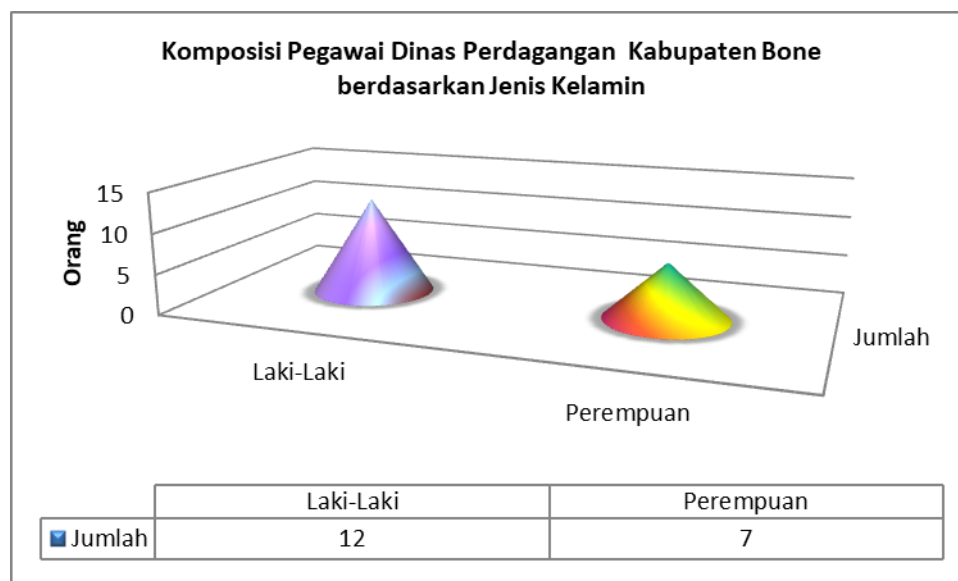 Komposisi Pegawai Dinas Perdagangan Kabupaten Bone
berdasarkan Jenis Kelamin
15
10
5
0
Orang
Laki-Laki
Perempuan
Jumlah
Laki-Laki Perempuan
Jumlah 12 7